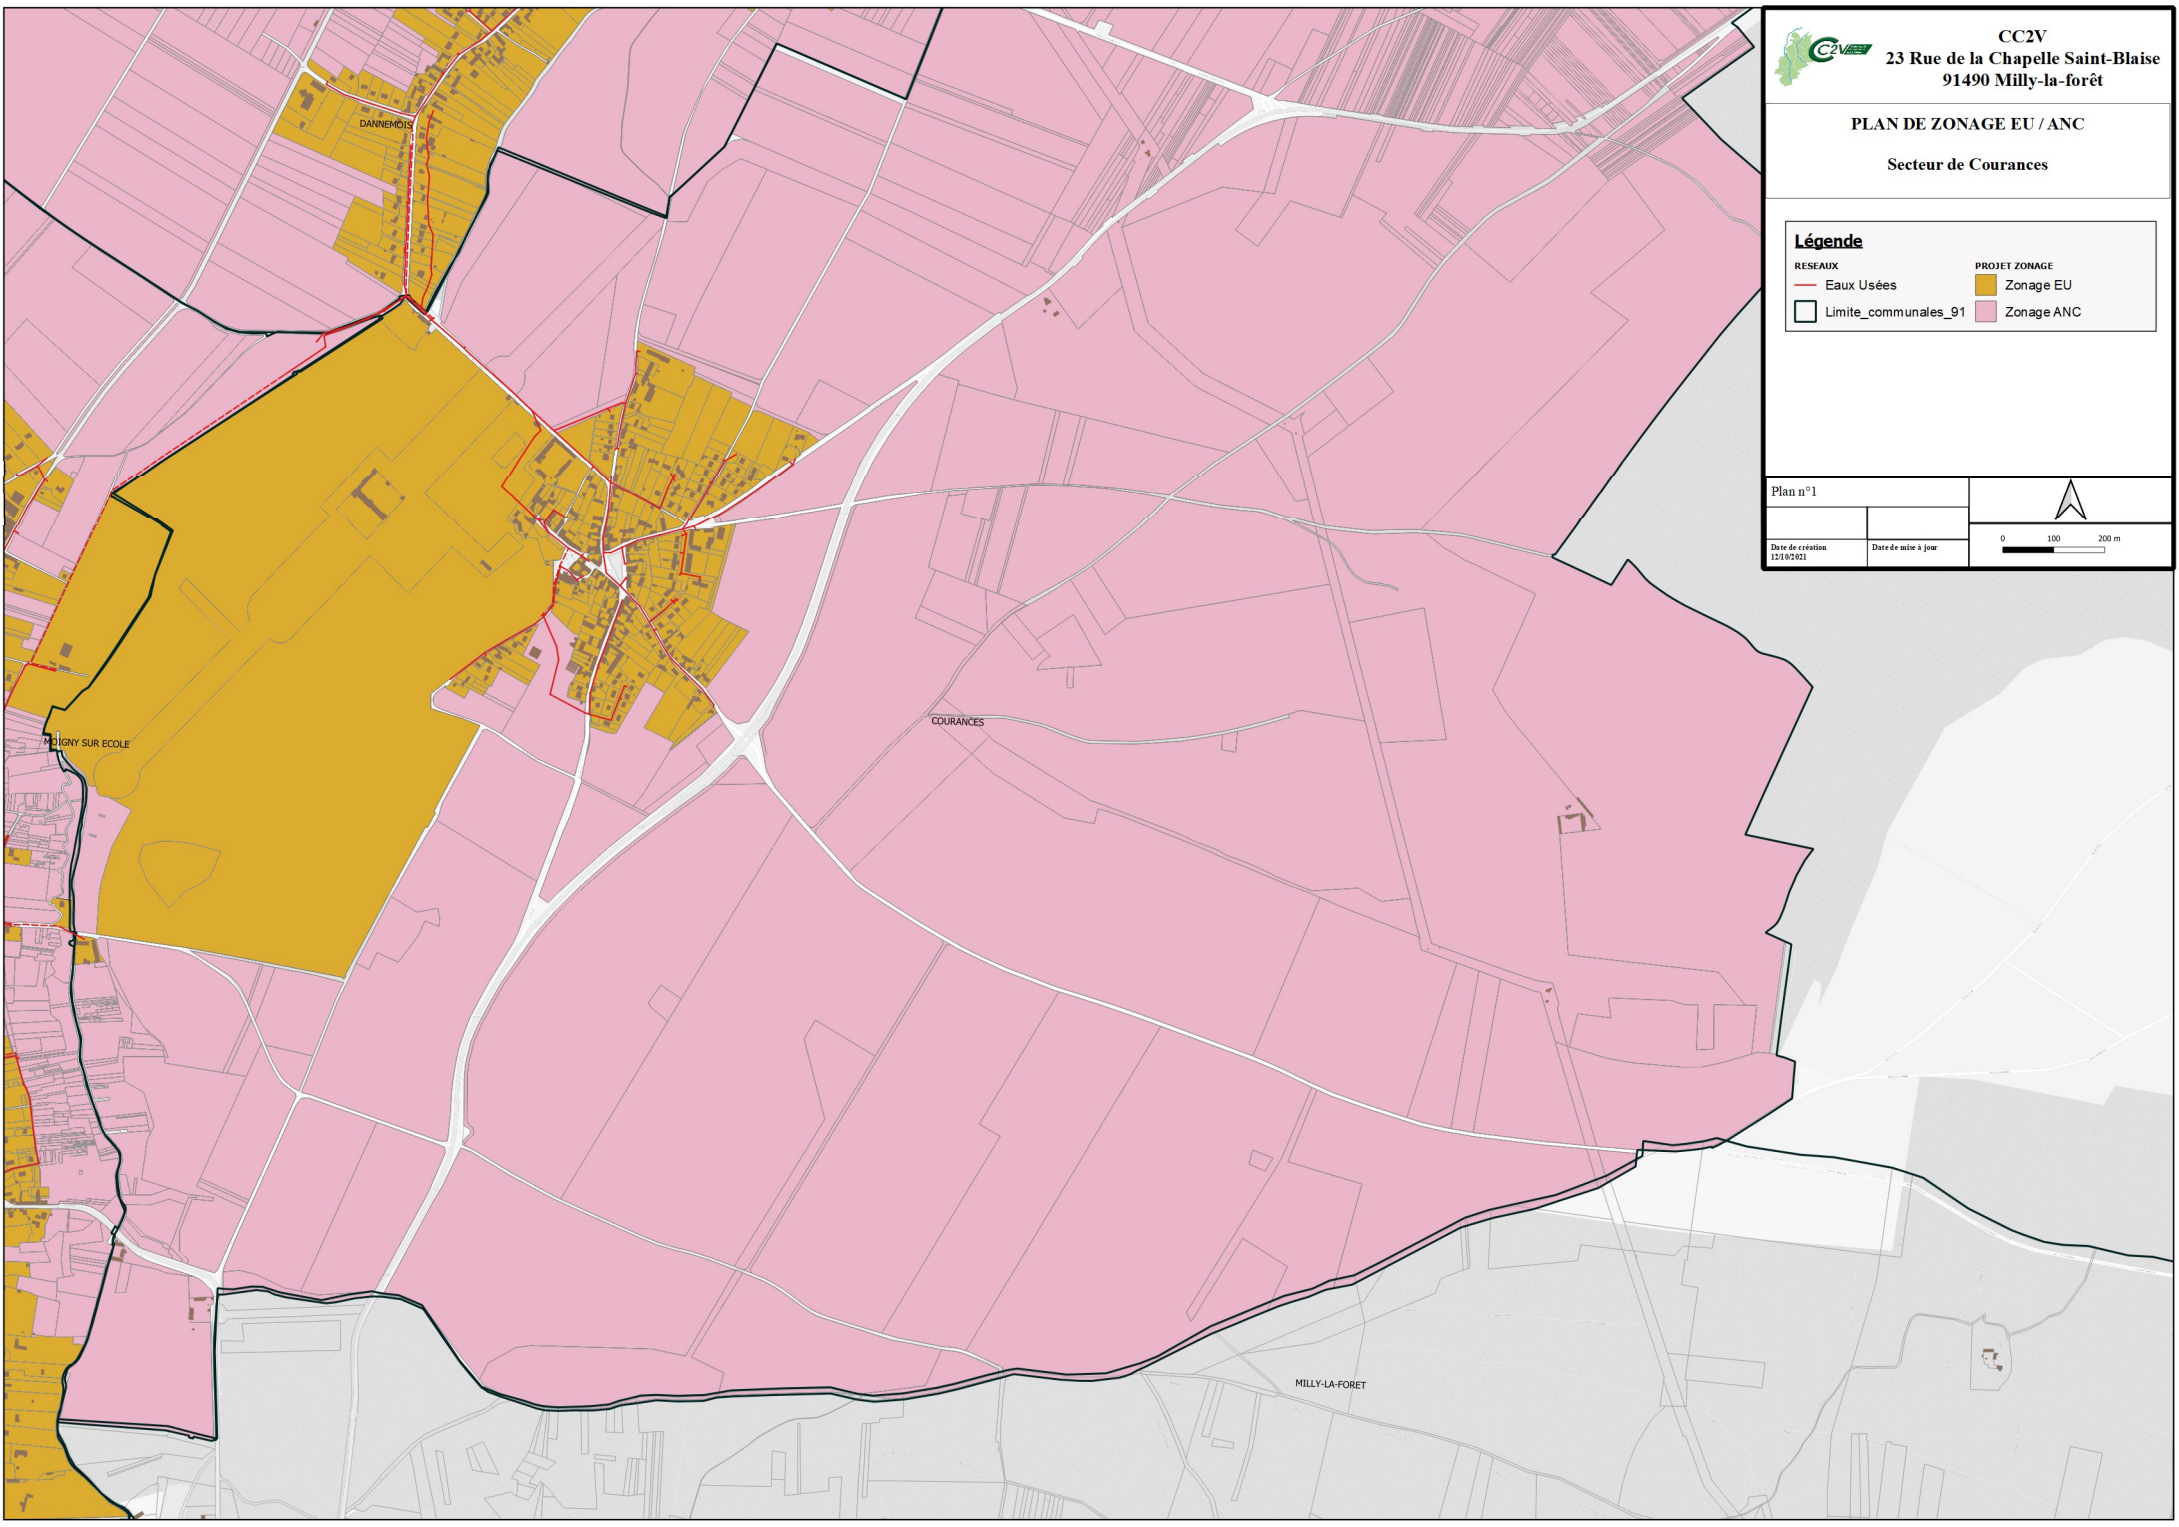 C2V
CC2V
23 Rue de la Chapelle Saint-Blaise
91490 Milly-la-forêt
PLAN DE ZONAGE EU / ANC
Secteur de Courances
Légende
RESEAUX
PROJET ZONAGE
Eaux Usées
Zonage EU
Limite_communales_91
Zonage ANC
Plan n°1
Date de création
12/10/2021
Date de mise à jour
0 100 200 m
DANNEMOIS
COURANCES
MOIGNY SUR ECOLE
MILLY-LA-FORET